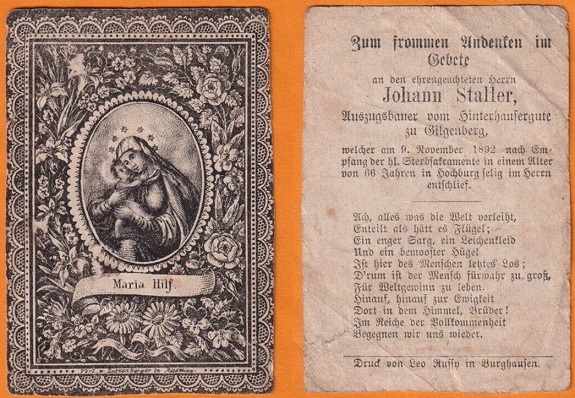 Maria Hilf.
Verl. v. Lutzenberger in Altötting.
Zum frommen Andenken im
Gebete
an den ehrengeachteten Herrn
Johann Staller,
Auszugsbauer vom Hinterhausergute
zu Gilgenberg,
welcher am 9. November 1892 nach Em-
pfang der hl. Sterbsakramente in einem Alter
von 66 Jahren in Hochburg selig im Herrn
entschlief.
Ach, alles was die Welt verleiht,
Enteilt als hätt es Flügel;
Ein enger Sarg, ein Leichenkleid
Und ein bemooster Hügel
Ist hier des Menschen letztes Los;
D'rum ist der Mensch fürwahr zu groß,
Für Weltgewinn zu leben.
Hinauf, hinauf zur Ewigkeit
Dort in dem Himmel, Brüder!
Im Reiche der Vollkommenheit
Begegnen wir uns wieder.
Druck von Leo Russy in Burghausen.